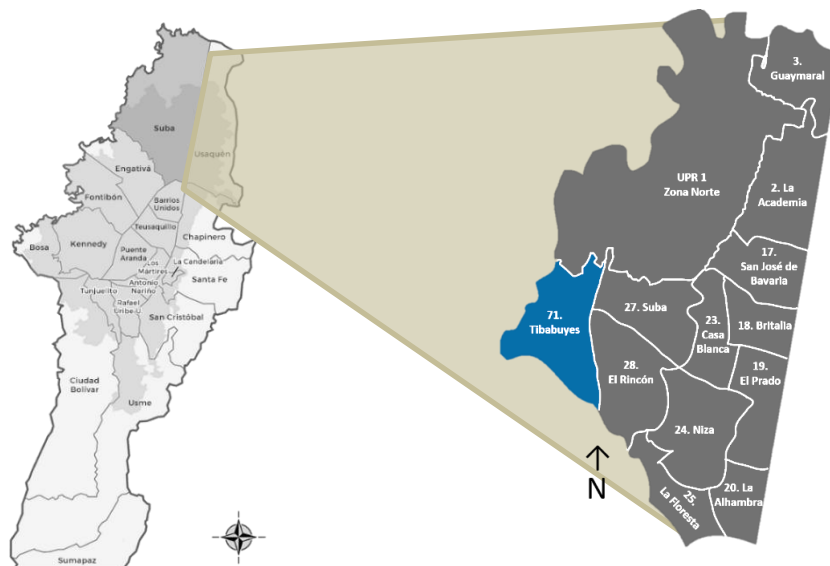 Suba
Usaquén
Engativá
Fontibón
Barrios
Unidos
Teusaquillo
Chapinero
Bosa
Kennedy
Puente
Aranda
Los
Mártires
La Candelaria
Santa Fe
Antonio
Nariño
Tunjuelito
Rafael
Uribe U.
San Cristóbal
Ciudad
Bolívar
Usme
Sumapaz
3.
Guaymaral
UPR 1
Zona Norte
2. La
Academia
17.
San José de
Bavaria
71.
Tibabuyes
27. Suba
23.
Casa
Blanca
18. Britalia
19.
El Prado
28.
El Rincón
24. Niza
25.
La Floresta
20. La
Alhambra
N